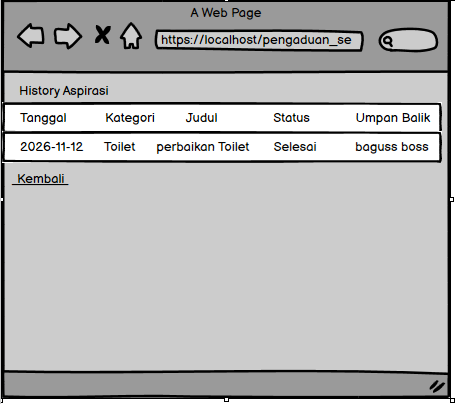 A Web Page
https://localhost/pengaduan_se
History Aspirasi
Tanggal Kategori Judul Status Umpan Balik
2026-11-12 Toilet perbaikan Toilet Selesai baguss boss
Kembali